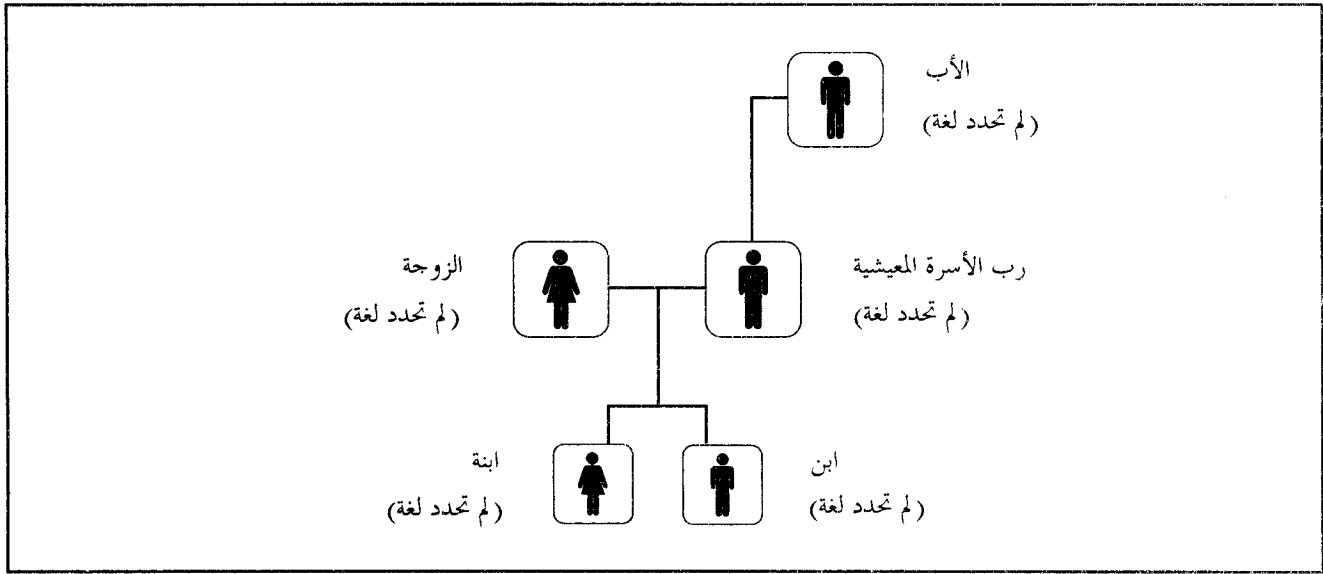 الأب
(لم تحدد لغة)
رب الأسرة المعيشية
(لم تحدد لغة)
الزوجة
(لم تحدد لغة)
ابن
(لم تحدد لغة)
ابنة
(لم تحدد لغة)